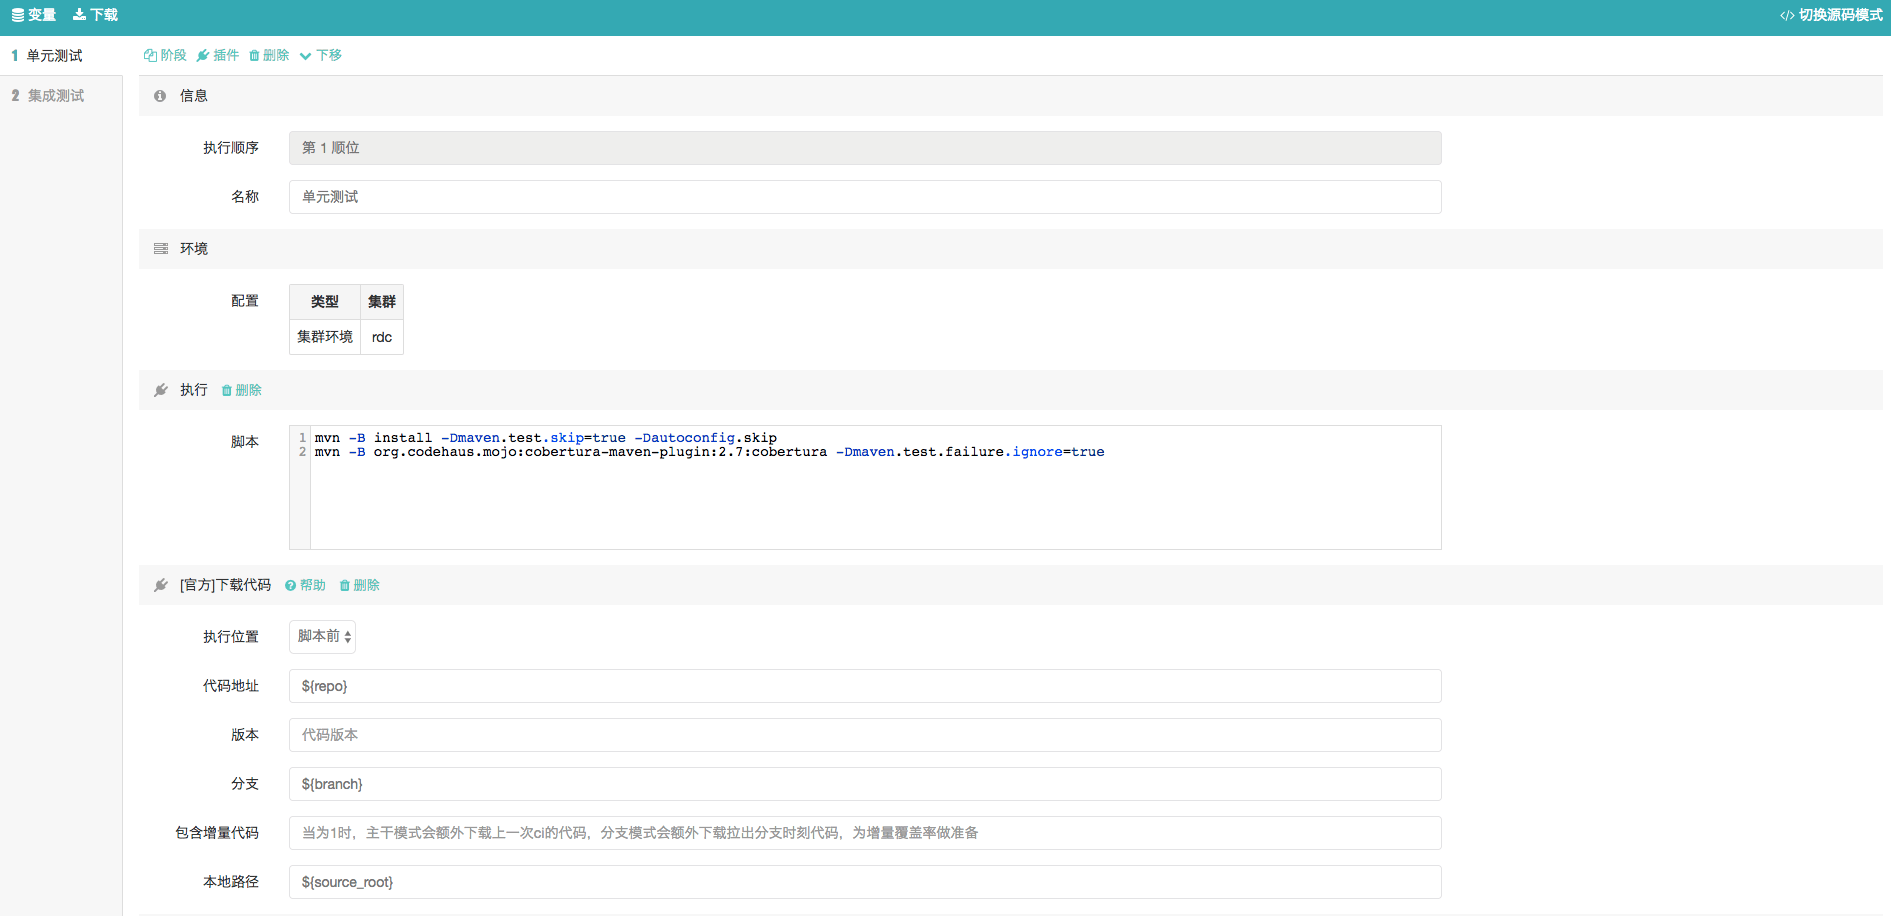 变量 下载 切换源码模式
1 单元测试 阶段 插件 删除 下移
2 集成测试
信息
执行顺序 第 1 顺位
名称 单元测试
环境
配置 类型 集群
集群环境 rdc
执行 删除
脚本 1 mvn -B install -Dmaven.test.skip=true -Dautoconfig.skip
2 mvn -B org.codehaus.mojo:cobertura-maven-plugin:2.7:cobertura -Dmaven.test.failure.ignore=true
[官方]下载代码 帮助 删除
执行位置 脚本前
代码地址 ${repo}
版本 代码版本
分支 ${branch}
包含增量代码 当为1时，主干模式会额外下载上一次ci的代码，分支模式会额外下载拉出分支时刻代码，为增量覆盖率做准备
本地路径 ${source_root}